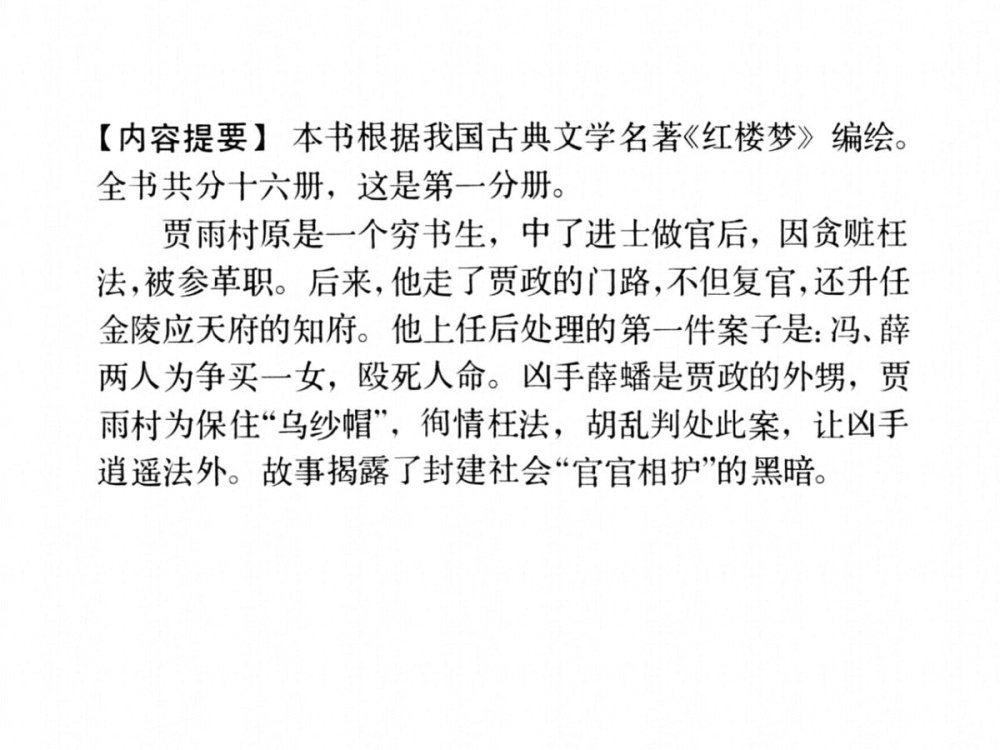 【内容提要】 本书根据我国古典文学名著《红楼梦》编绘。
全书共分十六册，这是第一分册。
贾雨村原是一个穷书生，中了进士做官后，因贪赃枉
法，被参革职。后来，他走了贾政的门路，不但复官，还升任
金陵应天府的知府。他上任后处理的第一件案子是：冯、薛
两人为争买一女，殴死人命。凶手薛蟠是贾政的外甥，贾
雨村为保住“乌纱帽”，徇情枉法，胡乱判处此案，让凶手
逍遥法外。故事揭露了封建社会“官官相护”的黑暗。